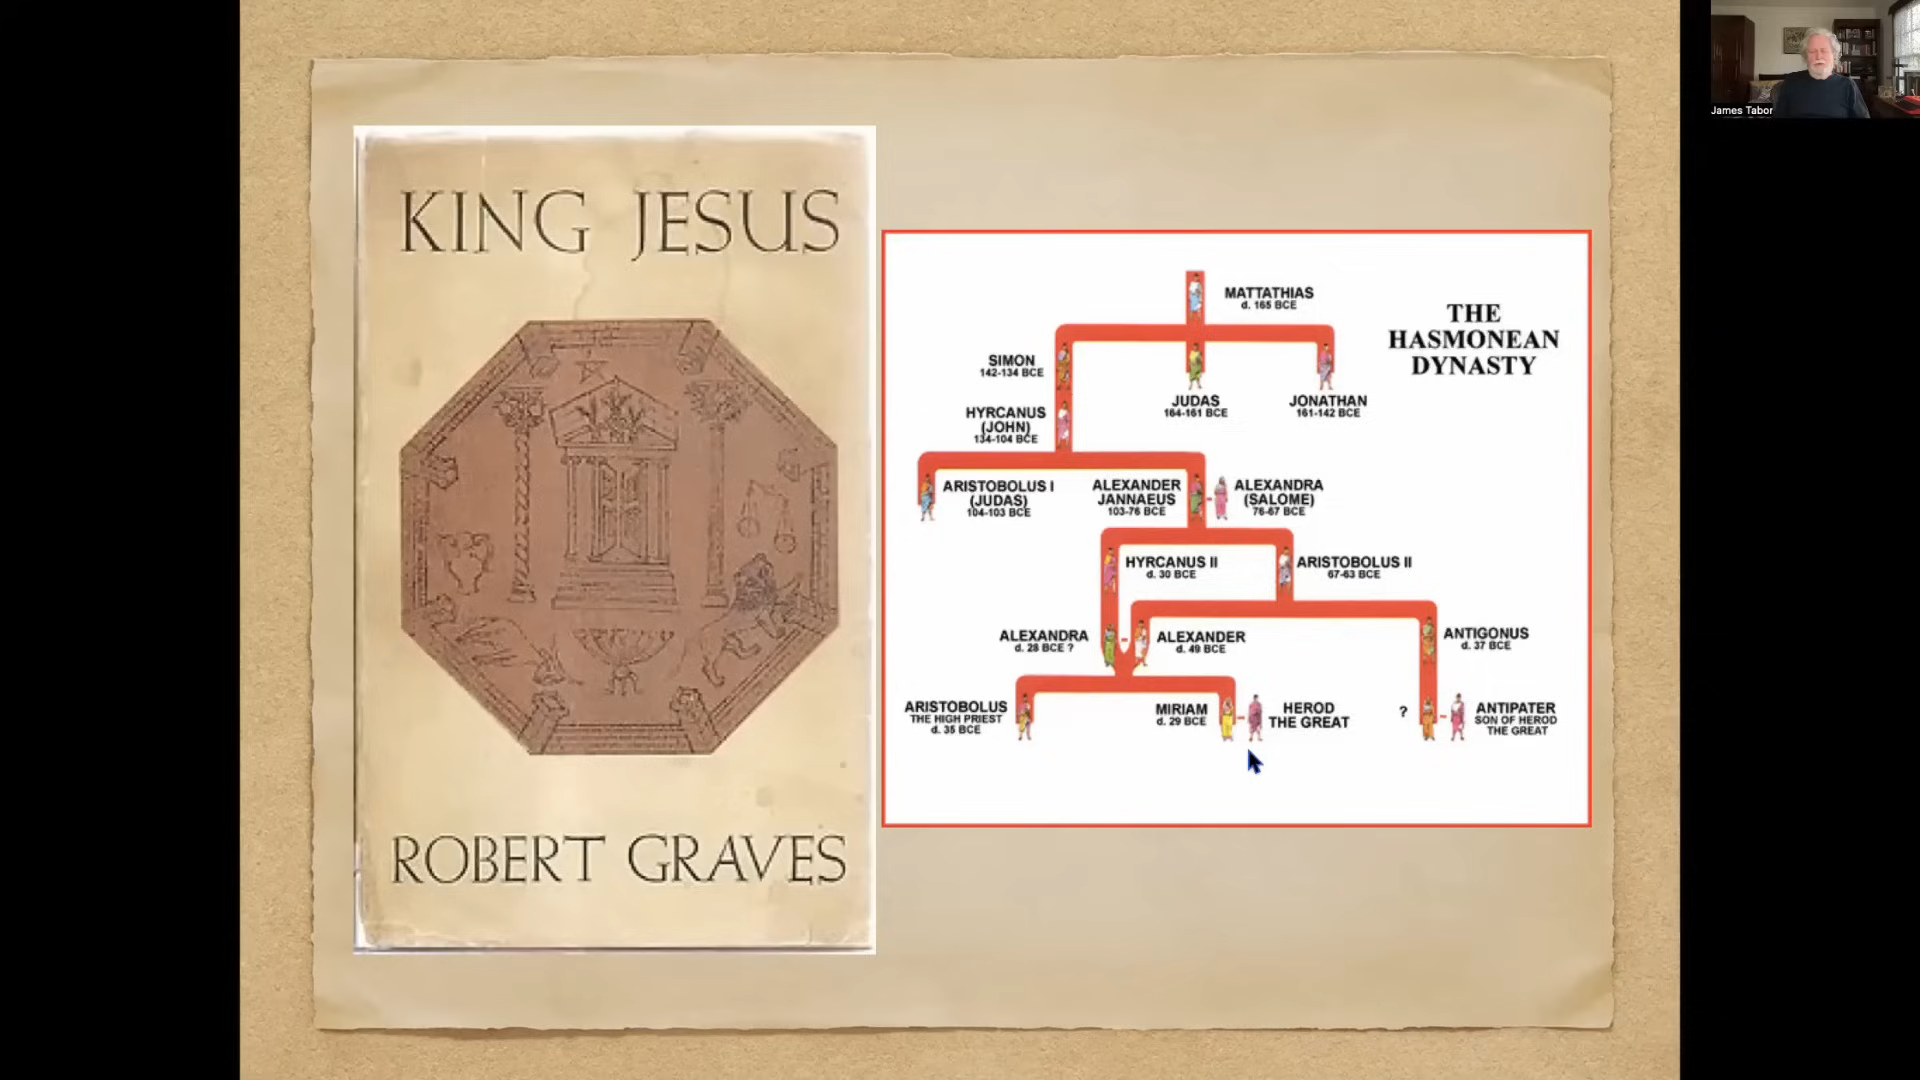 KING JESUS
ROBERT GRAVES
THE
HASMONEAN
DYNASTY
MATTATHIAS
d. 165 BCE
SIMON
142-134 BCE
JUDAS
164-161 BCE
JONATHAN
161-142 BCE
HYRCANUS
(JOHN)
134-104 BCE
ARISTOBOLUS I
(JUDAS)
104-103 BCE
ALEXANDER
JANNAEUS
103-76 BCE
ALEXANDRA
(SALOME)
76-67 BCE
HYRCANUS II
d. 30 BCE
ARISTOBOLUS II
67-63 BCE
ALEXANDRA
d. 28 BCE ?
ALEXANDER
d. 49 BCE
ANTIGONUS
d. 37 BCE
ARISTOBOLUS
THE HIGH PRIEST
d. 35 BCE
MIRIAM
d. 29 BCE
HEROD
THE GREAT
?
ANTIPATER
SON OF HEROD
THE GREAT
James Tabor